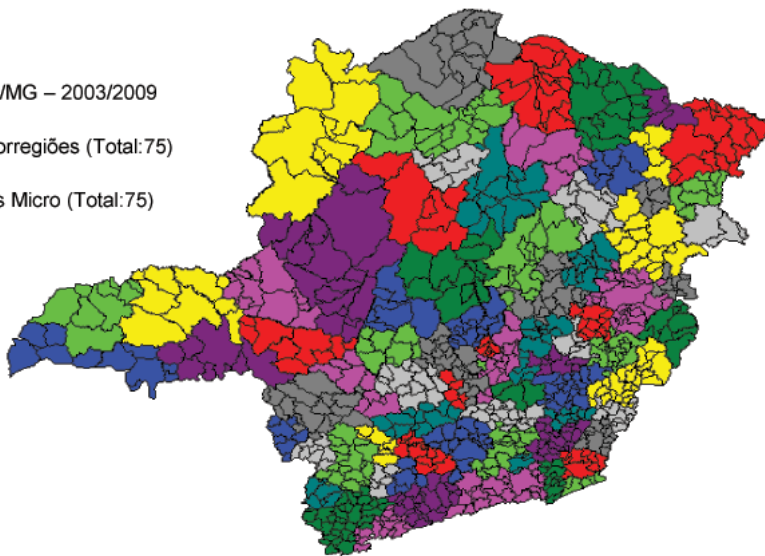 /MG – 2003/2009
orregiões (Total:75)
s Micro (Total:75)